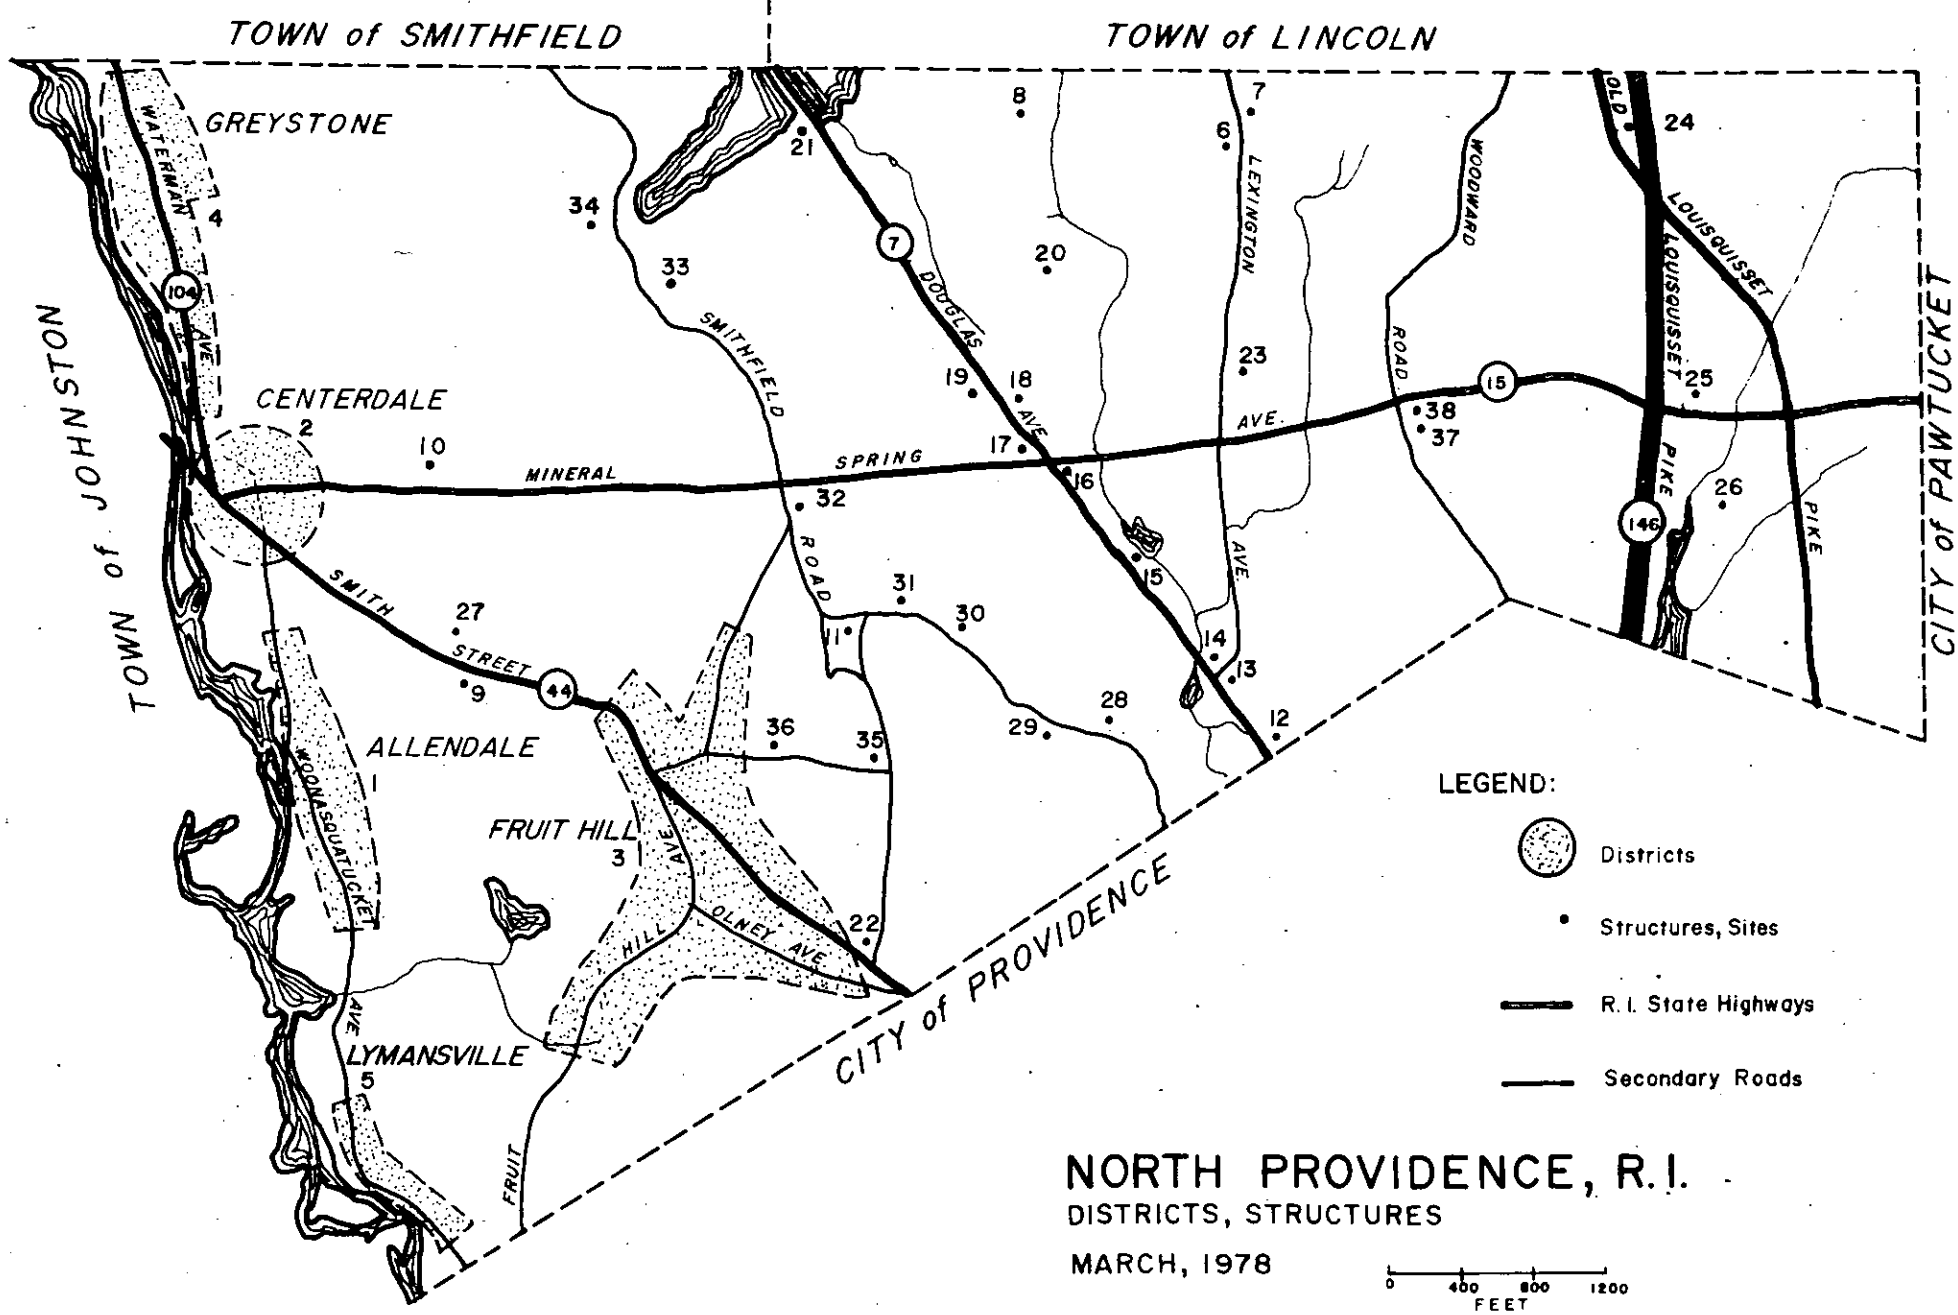 TOWN of SMITHFIELD
TOWN of LINCOLN
GREYSTONE
4
WATERMAN
AVE
104
TOWN of JOHNSTON
CENTERDALE
2
10
MINERAL
SPRING
AVE.
15
34
33
SMITHFIELD
ROAD
21
7
DOUGLAS
AVE
19
18
17
16
8
20
6
7
LEXINGTON
AVE
23
WOODWARD
ROAD
38
37
OLD
24
LOUISQUISSET
PIKE
LOUISQUISSET
PIKE
146
25
26
CITY of PAWTUCKET
32
31
30
11
15
14
13
12
SMITH
STREET
44
27
9
36
35
29
28
ALLENDALE
1
WOONASQUATUCKET
AVE
FRUIT HILL
3
FRUIT
HILL
AVE
OLNEY AVE
22
LYMANSVILLE
5
CITY of PROVIDENCE
LEGEND:
Districts
Structures, Sites
R.I. State Highways
Secondary Roads
NORTH PROVIDENCE, R.I.
DISTRICTS, STRUCTURES
MARCH, 1978
0 400 800 1200
FEET